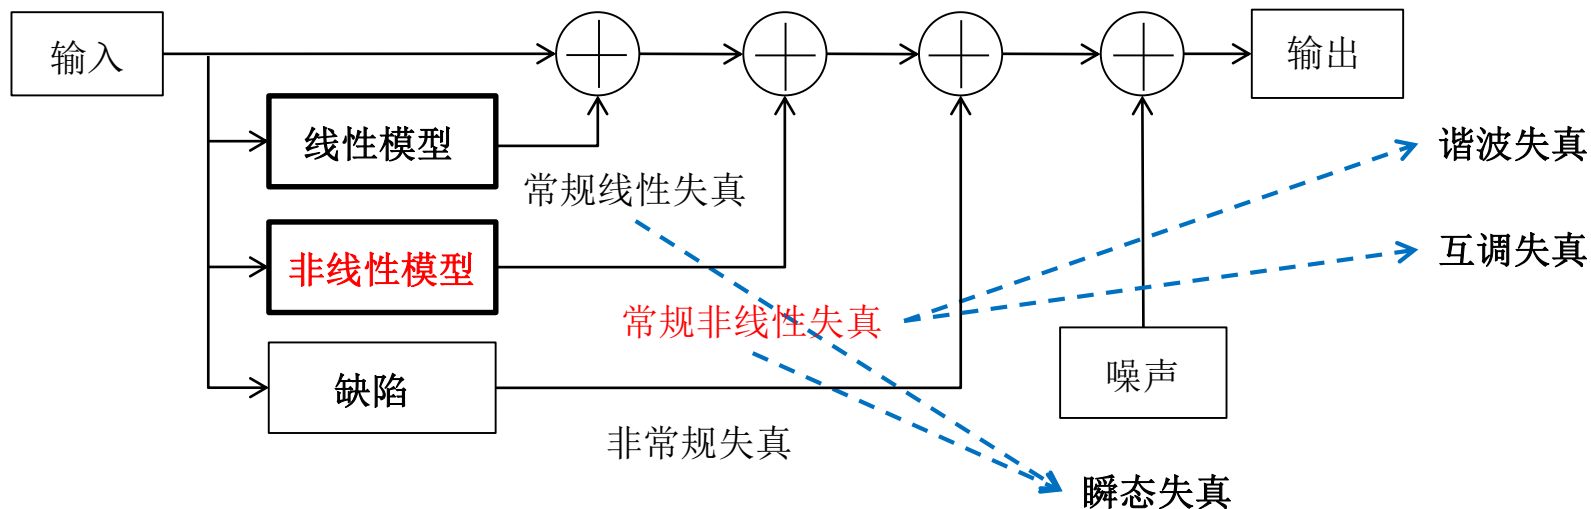 输入
输出
线性模型
谐波失真
常规线性失真
互调失真
非线性模型
常规非线性失真
噪声
缺陷
非常规失真
瞬态失真